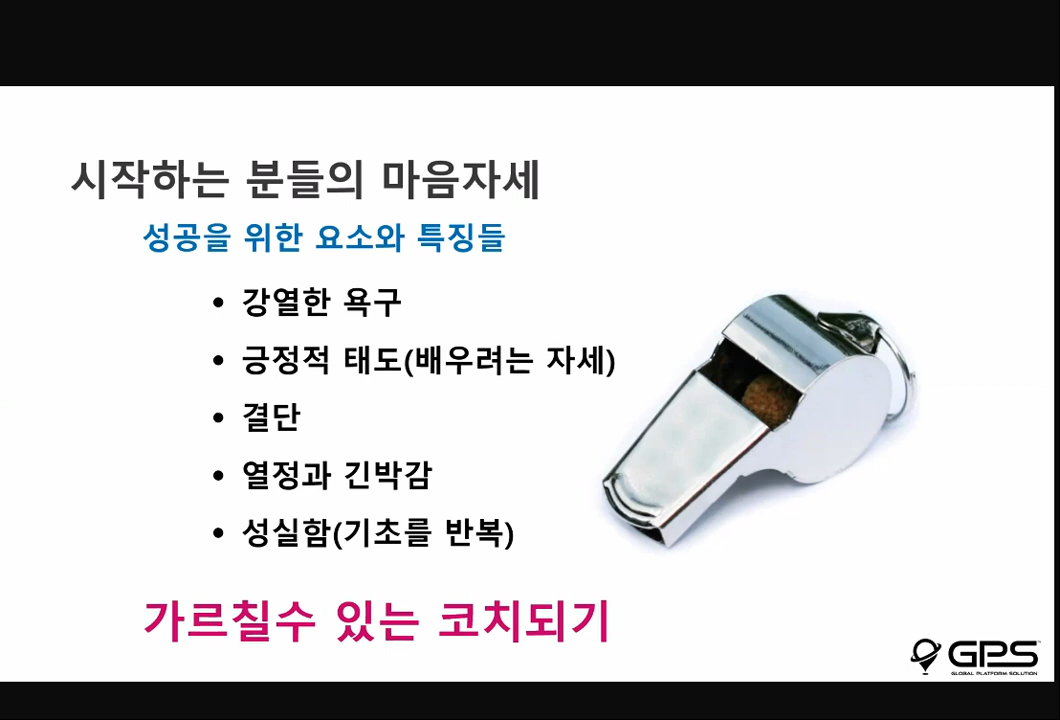 시작하는 분들의 마음자세
성공을 위한 요소와 특징들
• 강열한 욕구
• 긍정적 태도(배우려는 자세)
• 결단
• 열정과 긴박감
• 성실함(기초를 반복)
가르칠수 있는 코치되기
GPS
GLOBAL PLATFORM SOLUTION